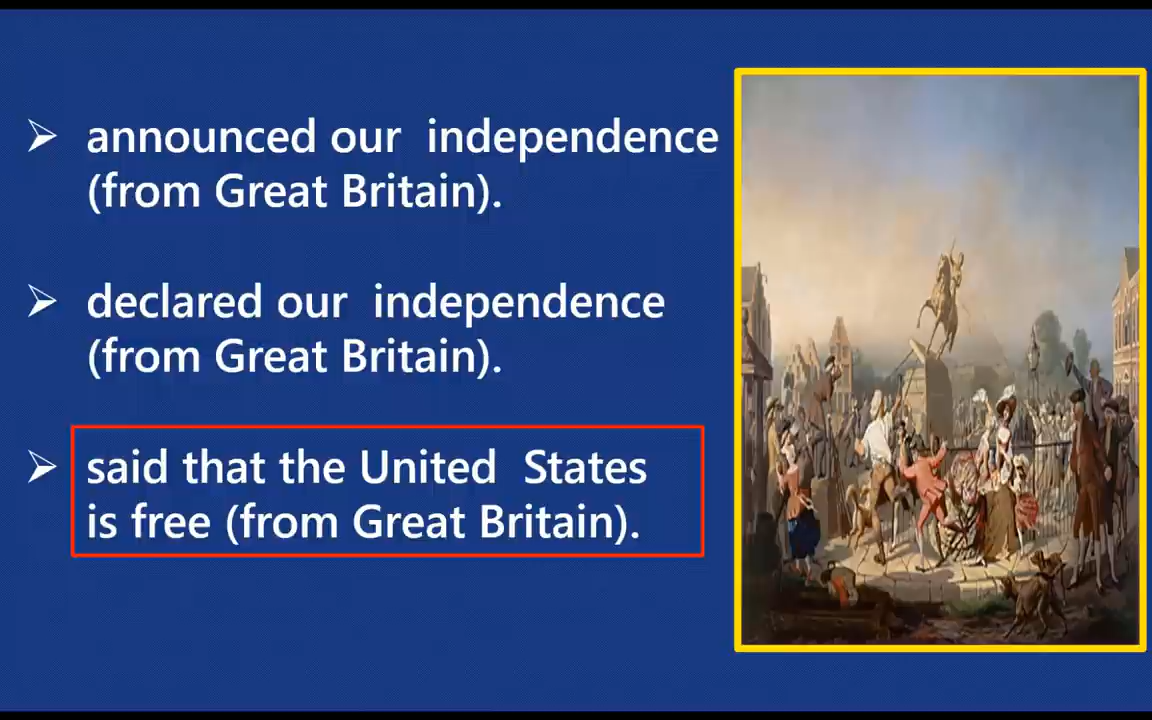 announced our independence
(from Great Britain).
declared our independence
(from Great Britain).
said that the United States
is free (from Great Britain).